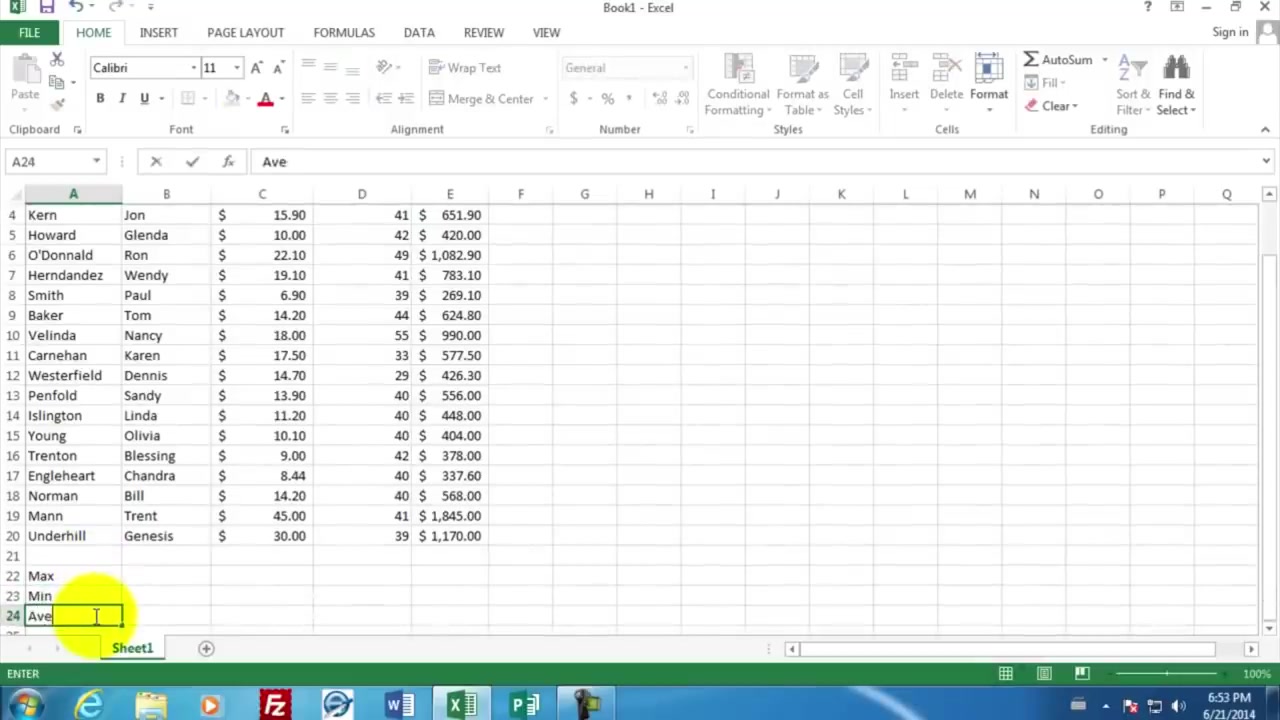 Book1 - Excel
FILE HOME INSERT PAGE LAYOUT FORMULAS DATA REVIEW VIEW Sign in
Calibri 11 Wrap Text General AutoSum
Paste Conditional Formatting Format as Table Cell Styles Insert Delete Format Fill Sort & Filter Find & Select
B I U Merge & Center $ % , Clear
Clipboard Font Alignment Number Styles Cells Editing
A24 fx Ave
A B C D E F G H I J K L M N O P Q
4 Kern Jon $ 15.90 41 $ 651.90
5 Howard Glenda $ 10.00 42 $ 420.00
6 O'Donnald Ron $ 22.10 49 $ 1,082.90
7 Herndandez Wendy $ 19.10 41 $ 783.10
8 Smith Paul $ 6.90 39 $ 269.10
9 Baker Tom $ 14.20 44 $ 624.80
10 Velinda Nancy $ 18.00 55 $ 990.00
11 Carnehan Karen $ 17.50 33 $ 577.50
12 Westerfield Dennis $ 14.70 29 $ 426.30
13 Penfold Sandy $ 13.90 40 $ 556.00
14 Islington Linda $ 11.20 40 $ 448.00
15 Young Olivia $ 10.10 40 $ 404.00
16 Trenton Blessing $ 9.00 42 $ 378.00
17 Engleheart Chandra $ 8.44 40 $ 337.60
18 Norman Bill $ 14.20 40 $ 568.00
19 Mann Trent $ 45.00 41 $ 1,845.00
20 Underhill Genesis $ 30.00 39 $ 1,170.00
21
22 Max
23 Min
24 Ave
Sheet1
ENTER 100%
6:53 PM
6/21/2014